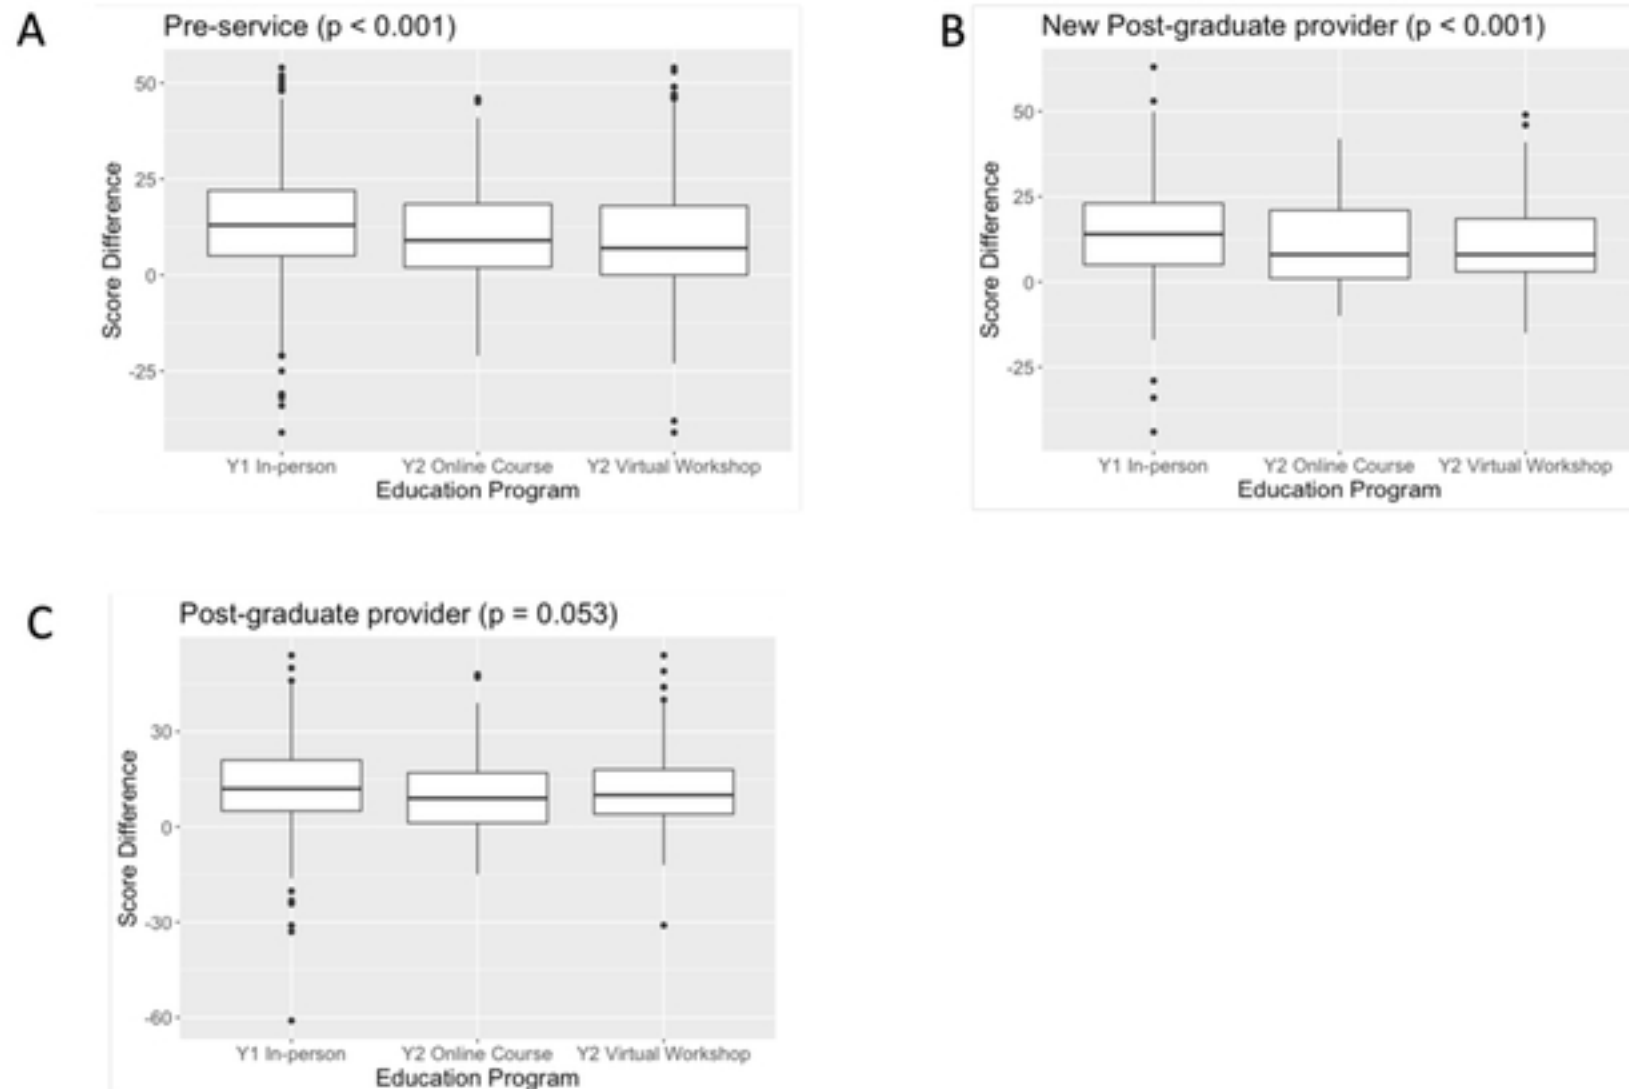 A
Pre-service (p < 0.001)
50
25
0
-25
Score Difference
Y1 In-person Y2 Online Course Y2 Virtual Workshop
Education Program
B
New Post-graduate provider (p < 0.001)
50
25
0
-25
Score Difference
Y1 In-person Y2 Online Course Y2 Virtual Workshop
Education Program
C
Post-graduate provider (p = 0.053)
30
0
-30
-60
Score Difference
Y1 In-person Y2 Online Course Y2 Virtual Workshop
Education Program